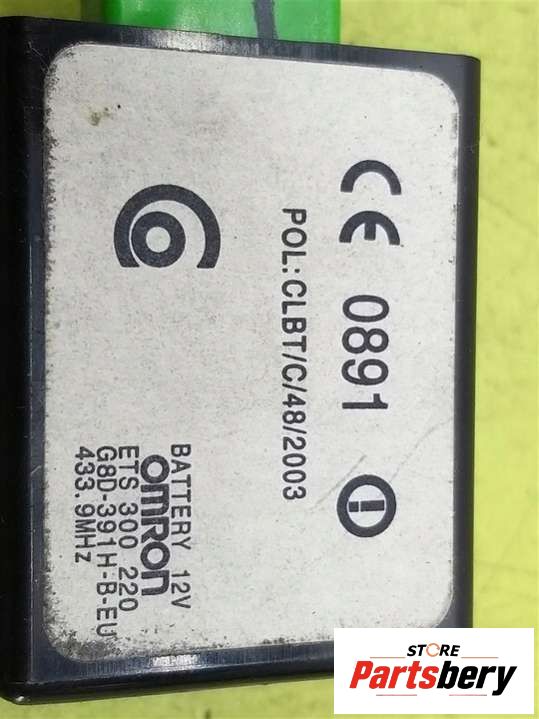 CE 0891
POL:CLBT/C/48/2003
BATTERY 12V
OMRON
ETS 300 220
G8D-391H-B-EU
433.9MHz
STORE
Partsbery